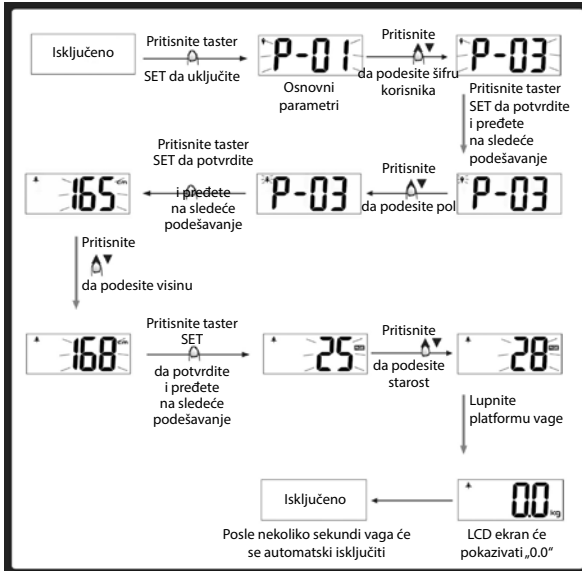 Isključeno
Pritisnite taster
SET da uključite
P-01
Osnovni
parametri
Pritisnite
da podesite šifru
korisnika
P-03
Pritisnite taster
SET da potvrdite
i pređete
na sledeće
podešavanje
P-03
Pritisnite
da podesite pol
P-03
Pritisnite taster
SET da potvrdite
i pređete
na sledeće
podešavanje
165 cm
Pritisnite
da podesite visinu
168 cm
Pritisnite taster
SET
da potvrdite
i pređete
na sledeće
podešavanje
25
Pritisnite
da podesite
starost
28
Lupnite
platformu vage
0.0 kg
LCD ekran će
pokazivati „0.0“
Isključeno
Posle nekoliko sekundi vaga će
se automatski isključiti